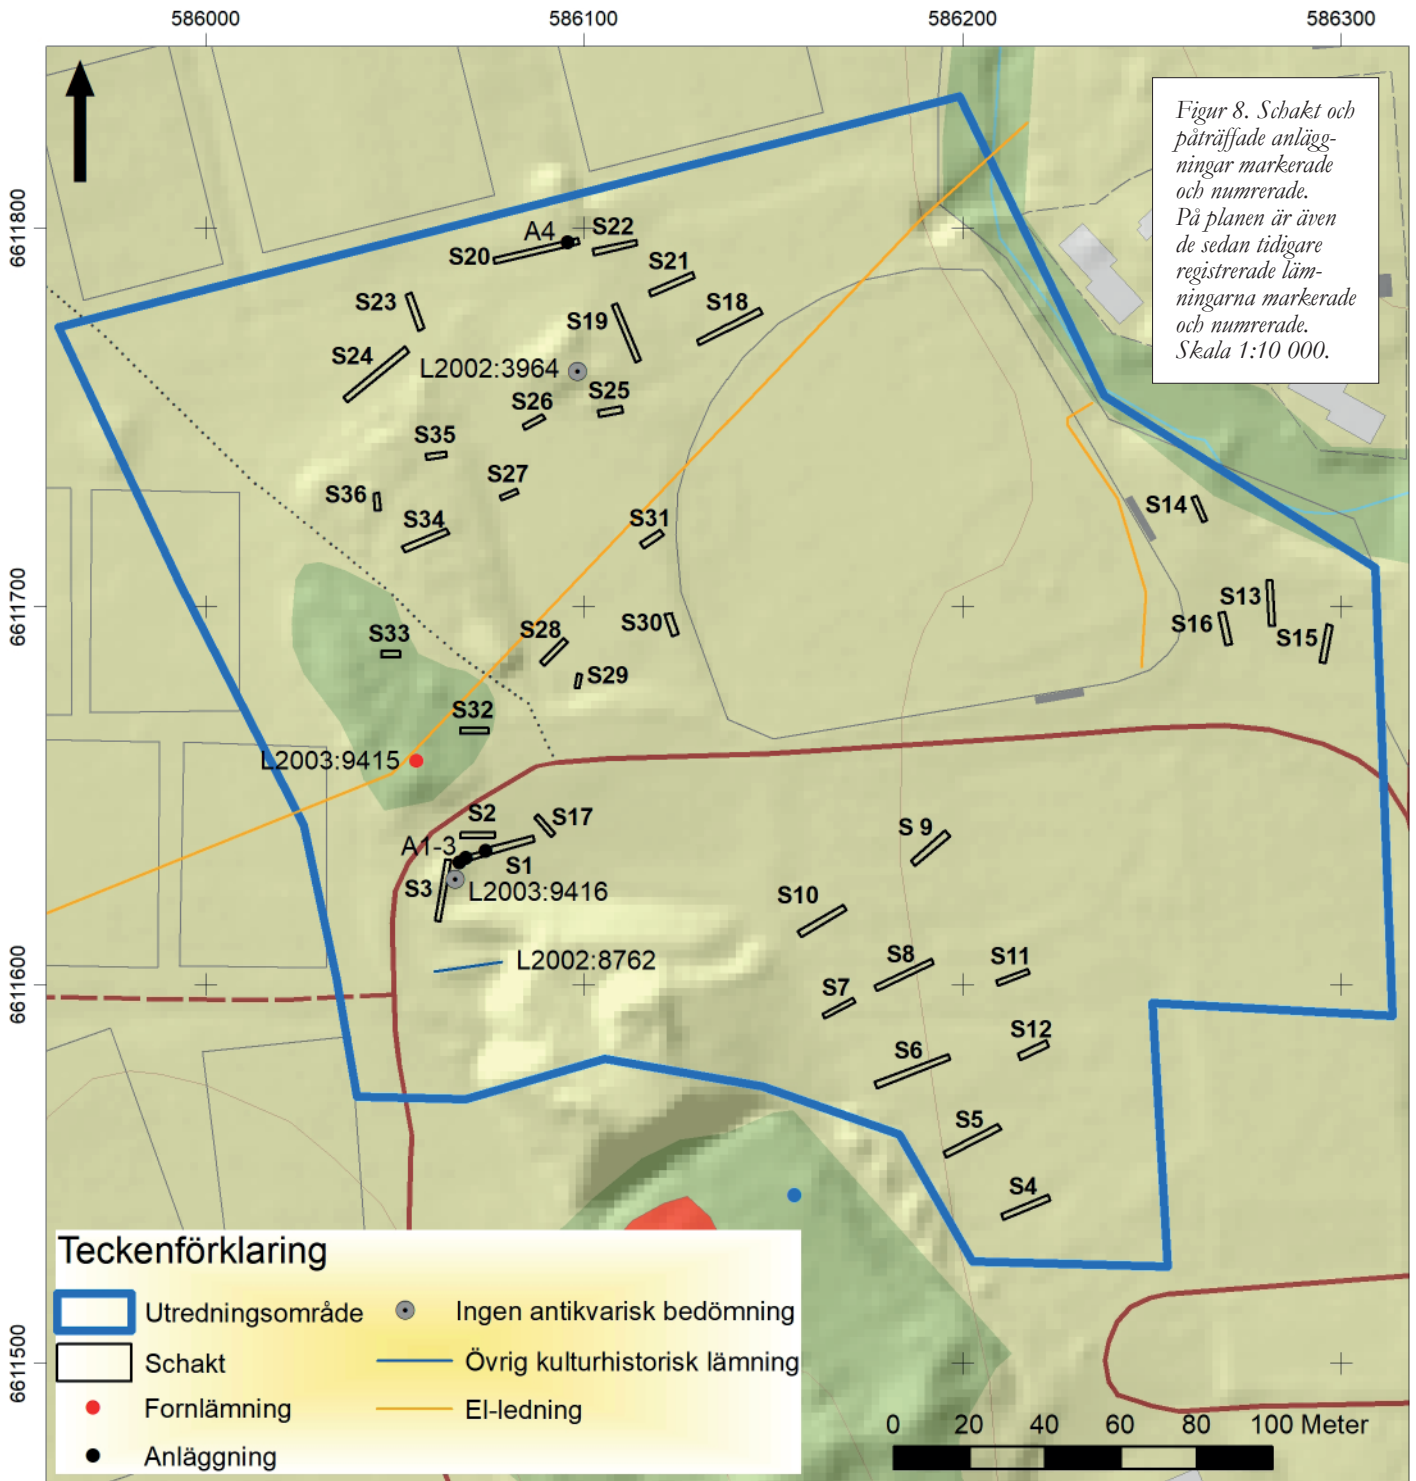 586000
586100
586200
586300
6611800
6611700
6611600
6611500
Figur 8. Schakt och
påträffade anlägg-
ningar markerade
och numrerade.
På planen är även
de sedan tidigare
registrerade läm-
ningarna markerade
och numrerade.
Skala 1:10 000.
A4
S22
S20
S21
S23
S19
S18
S24
L2002:3964
S25
S26
S35
S27
S36
S34
S31
S14
S13
S33
S28
S30
S16
S15
S29
S32
L2003:9415
S2
S17
A1-3
S1
S3
L2003:9416
S 9
S10
L2002:8762
S8
S11
S7
S12
S6
S5
S4
Teckenförklaring
Utredningsområde
Ingen antikvarisk bedömning
Schakt
Övrig kulturhistorisk lämning
Fornlämning
El-ledning
Anläggning
0 20 40 60 80 100 Meter